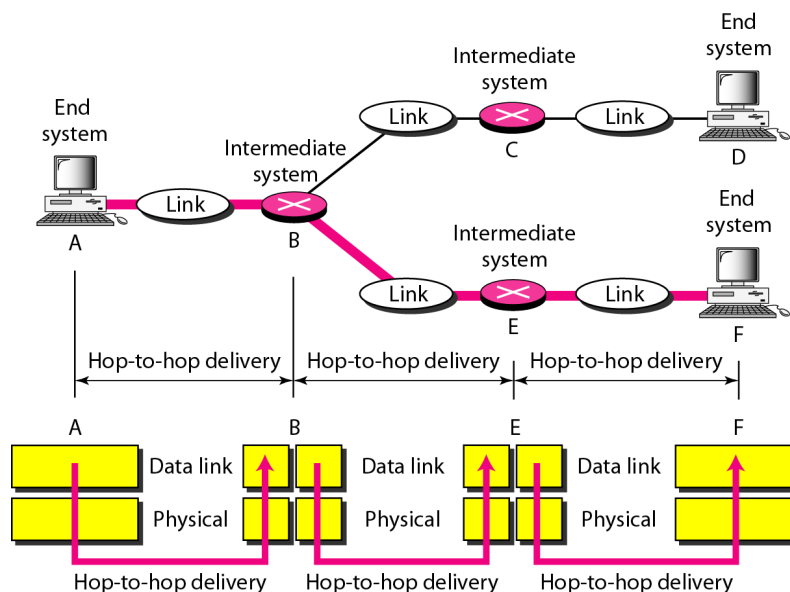 End
system
Intermediate
system
Link
Link
C
D
End
system
Intermediate
system
Link
A
B
End
system
Intermediate
system
Link
Link
E
F
Hop-to-hop delivery
Hop-to-hop delivery
Hop-to-hop delivery
A
B
E
F
Data link
Data link
Data link
Physical
Physical
Physical
Hop-to-hop delivery
Hop-to-hop delivery
Hop-to-hop delivery